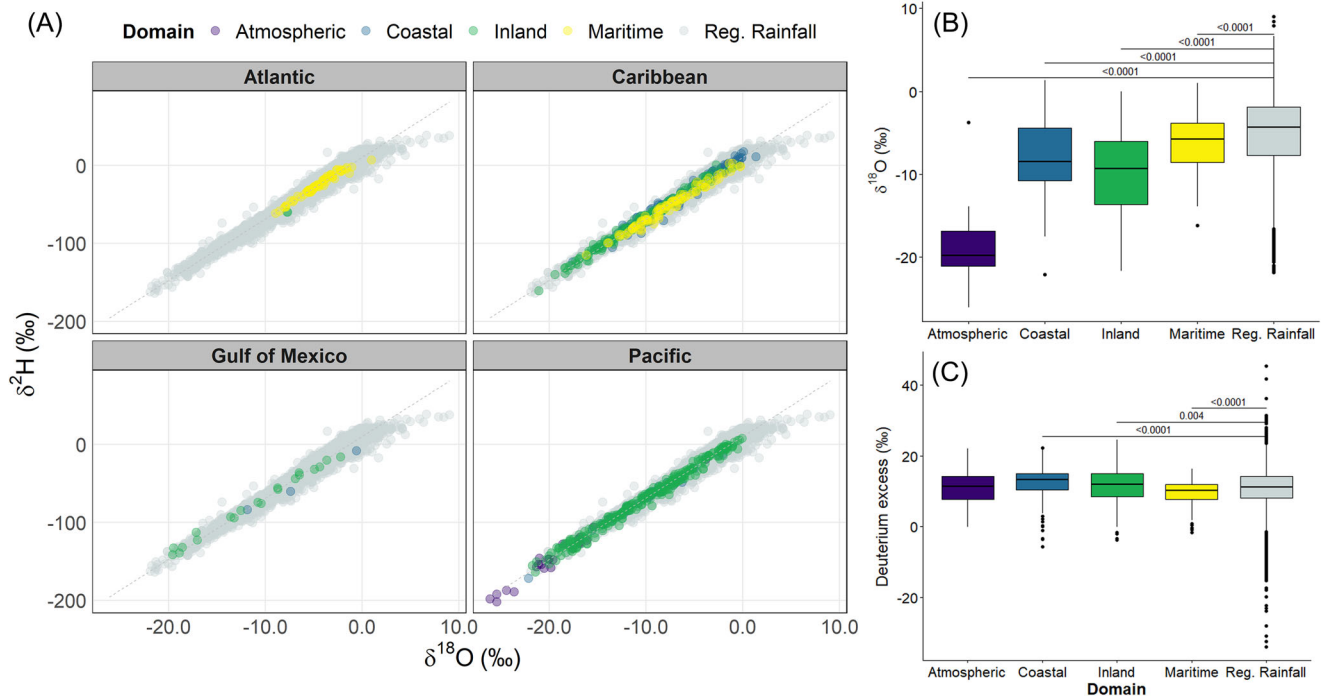 (A)
Domain Atmospheric Coastal Inland Maritime Reg. Rainfall
Atlantic
Caribbean
0
-100
-200
Gulf of Mexico
Pacific
0
-100
-200
-20.0 -10.0 0.0 10.0
-20.0 -10.0 0.0 10.0
δ²H (‰)
δ¹⁸O (‰)
(B)
10
0
-10
-20
δ¹⁸O (‰)
<0.0001
<0.0001
<0.0001
<0.0001
Atmospheric Coastal Inland Maritime Reg. Rainfall
(C)
40
20
0
-20
Deuterium excess (‰)
<0.0001
0.004
<0.0001
Atmospheric Coastal Inland Maritime Reg. Rainfall
Domain